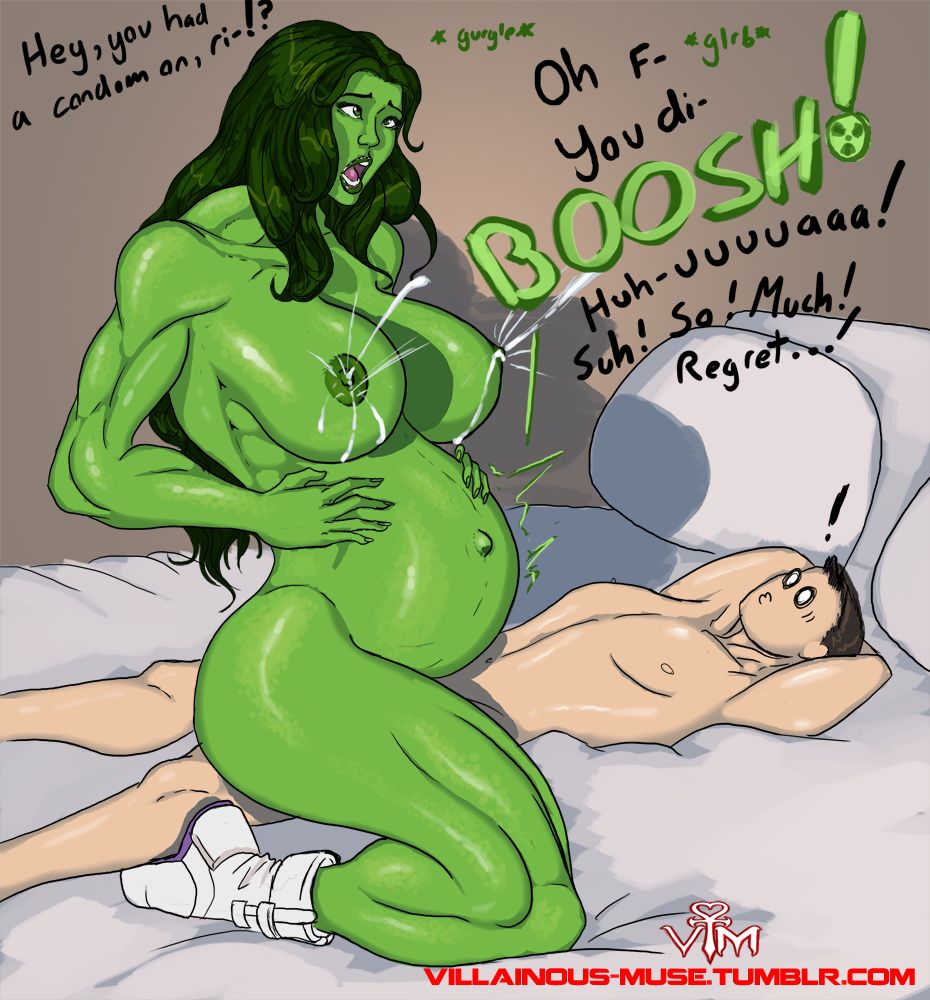 Hey, you had
a condom on, ri-!?
*gurgle*
Oh F-
*glrb*
You di-
BOOSH!
Huh-uuuuuaaa!
Suh! So! Much!
Regret...!
!
VTM
VILLAINOUS-MUSE.TUMBLR.COM